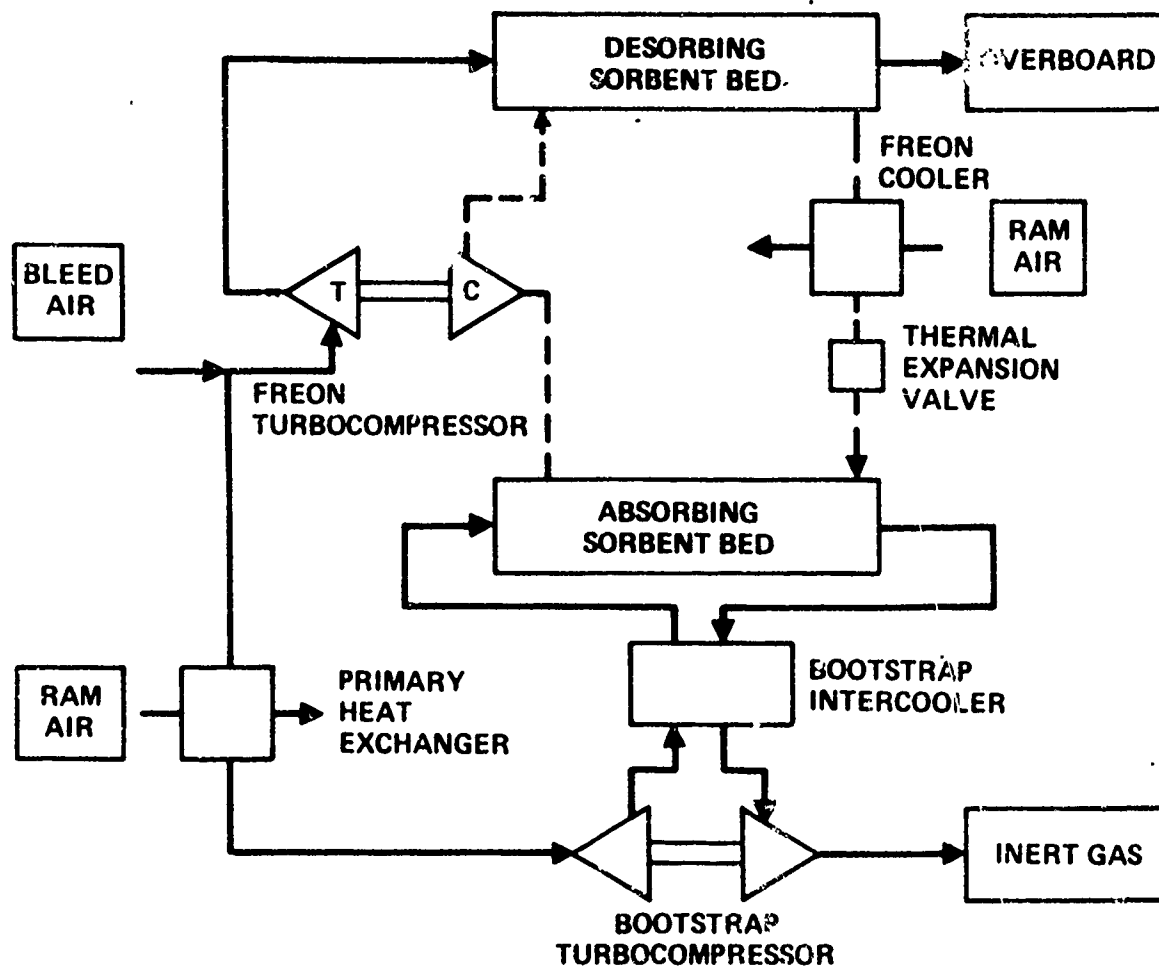 DESORBING
SORBENT BED
OVERBOARD
FREON
COOLER
RAM
AIR
BLEED
AIR
T
C
THERMAL
EXPANSION
VALVE
FREON
TURBOCOMPRESSOR
ABSORBING
SORBENT BED
RAM
AIR
PRIMARY
HEAT
EXCHANGER
BOOTSTRAP
INTERCOOLER
INERT GAS
BOOTSTRAP
TURBOCOMPRESSOR